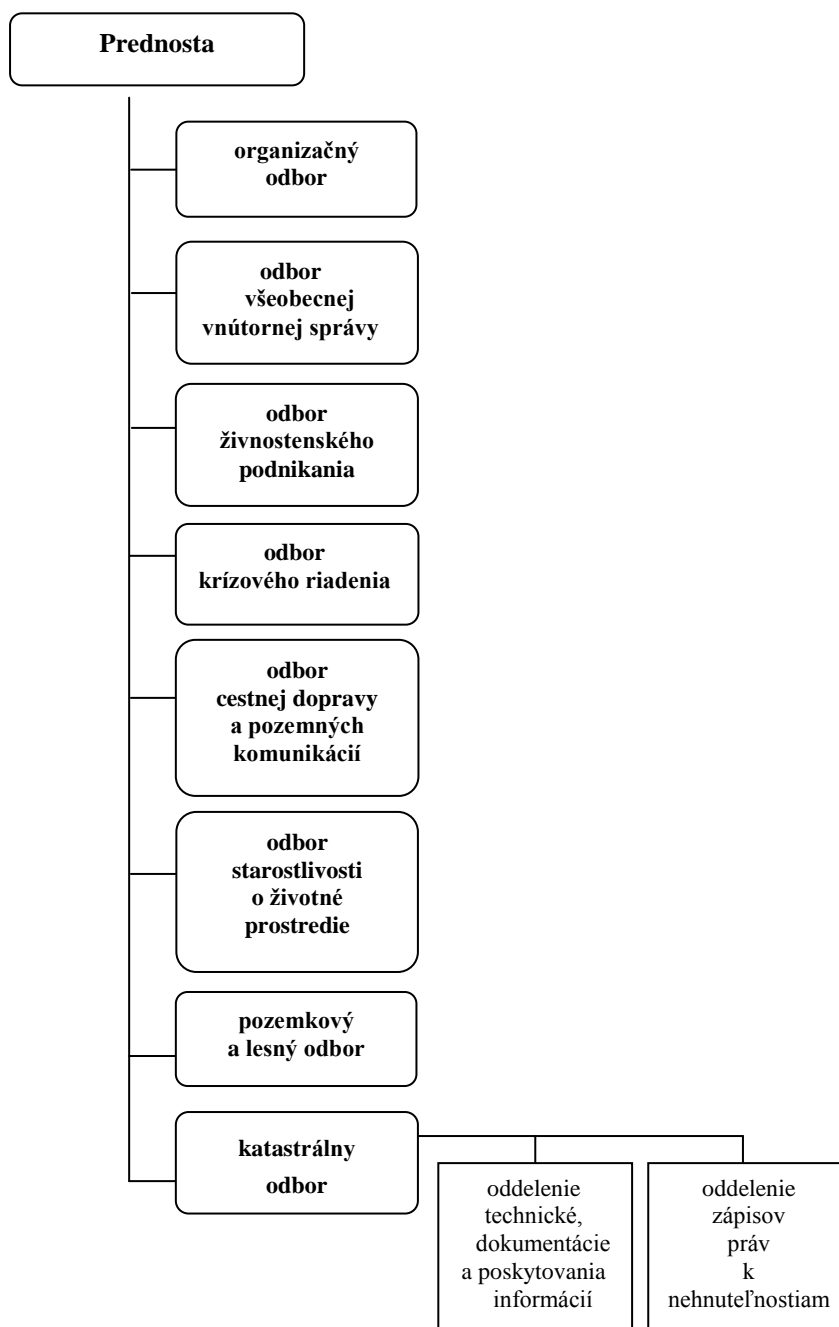 Prednosta
organizačný
odbor
odbor
všeobecnej
vnútornej správy
odbor
živnostenského
podnikania
odbor
krízového riadenia
odbor
cestnej dopravy
a pozemných
komunikácií
odbor
starostlivosti
o životné
prostredie
pozemkový
a lesný odbor
katastrálny
odbor
oddelenie
technické,
dokumentácie
a poskytovania
informácií
oddelenie
zápisov
práv
k
nehnuteľnostiam